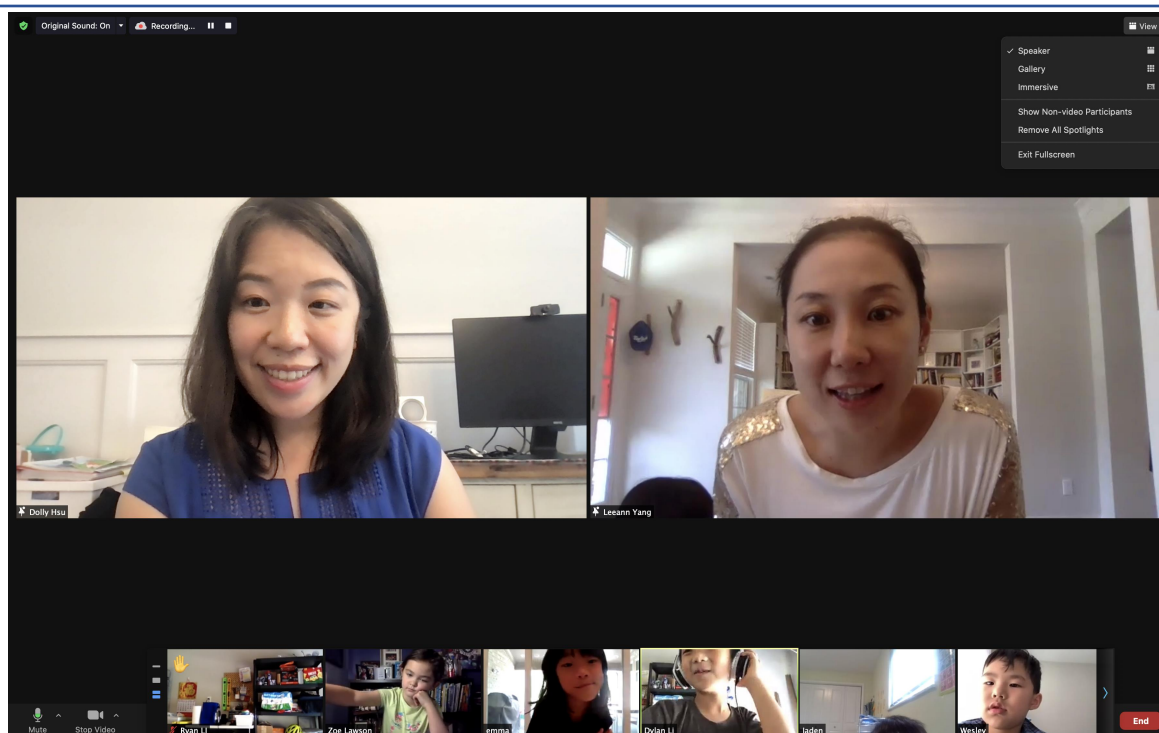 Original Sound: On
Recording...
View
Speaker
Gallery
Immersive
Show Non-video Participants
Remove All Spotlights
Exit Fullscreen
Dolly Hsu
Leeann Yang
Ryan Li
Zoe Lawson
emma
Dylan Li
Jaden
Wesley
Mute
Stop Video
End